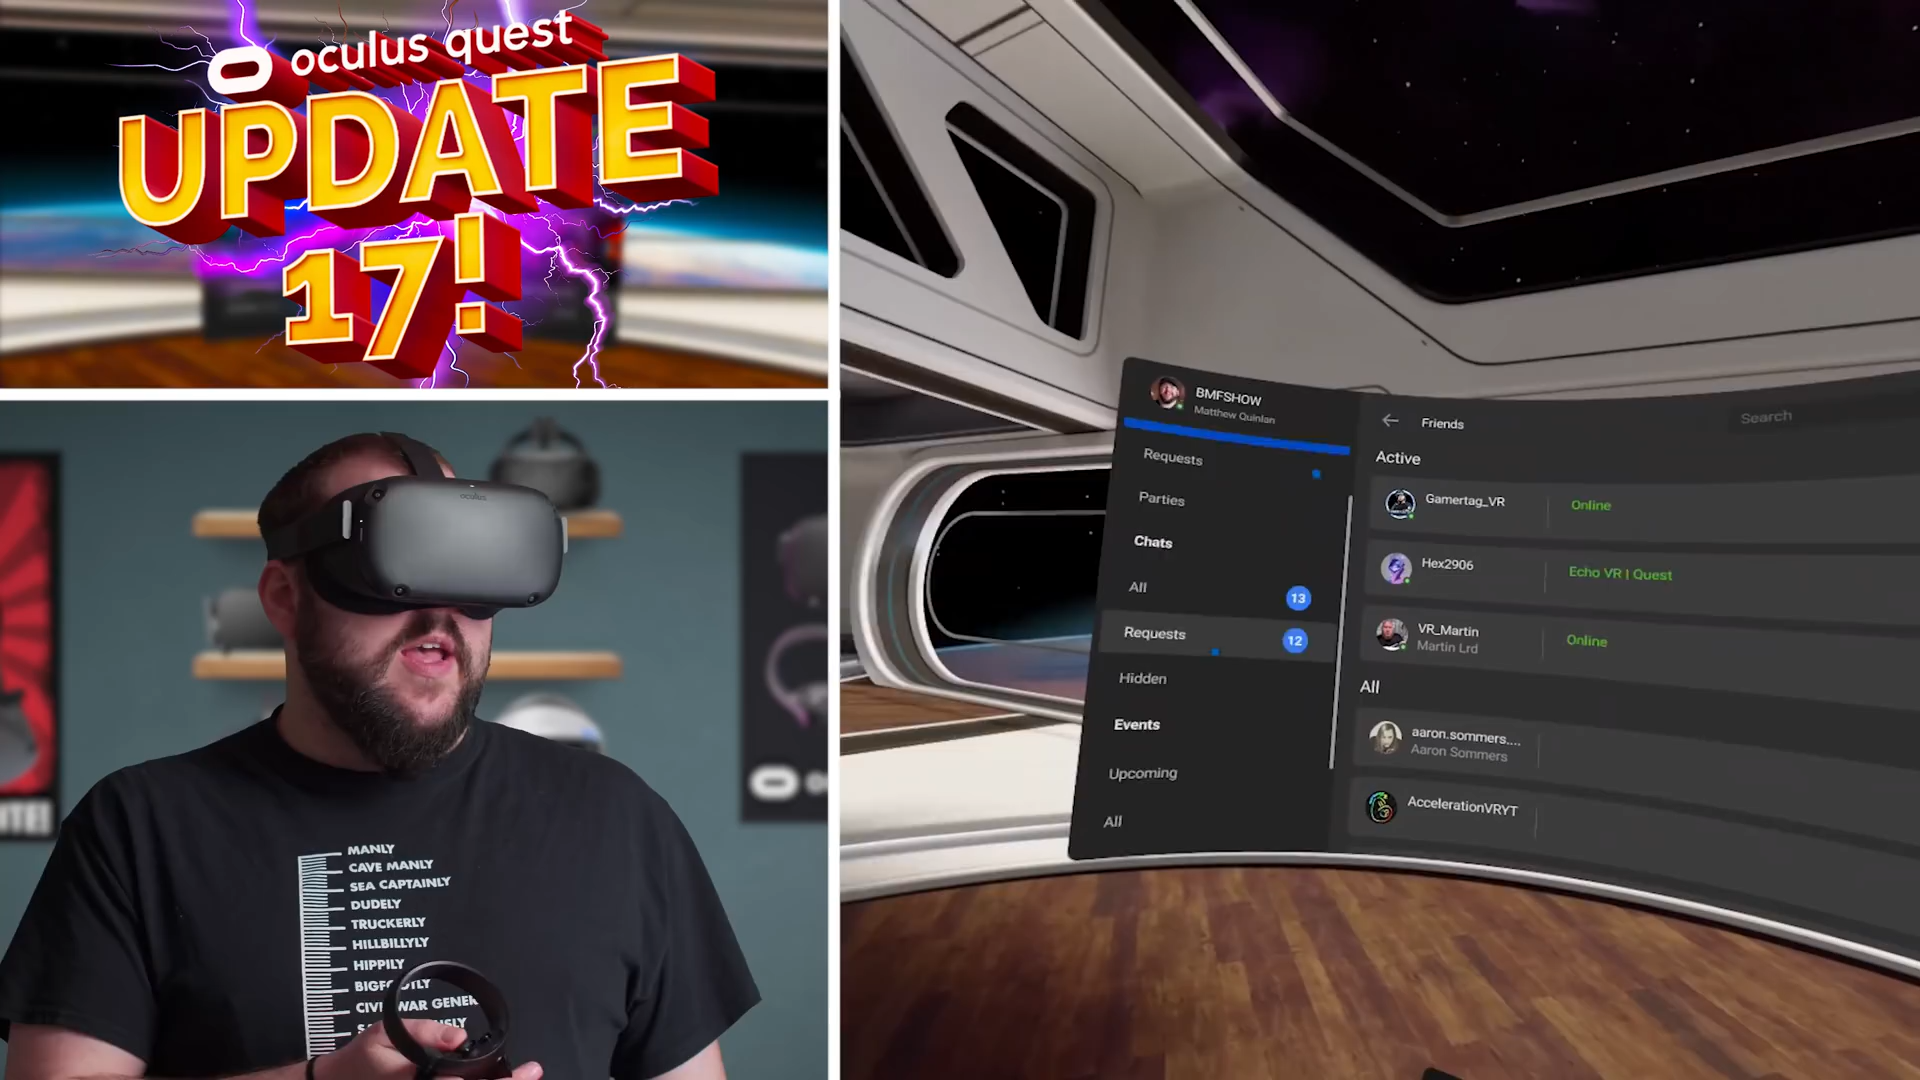 oculus quest
UPDATE
17!
oculus
MANLY
CAVE MANLY
SEA CAPTAINLY
DUDELY
TRUCKERLY
HILLBILLYLY
HIPPILY
BMFSHOW
Matthew Quinlan
Requests
Parties
Chats
All
13
Requests
12
Hidden
Events
Upcoming
All
Friends
Search
Active
Gamertag_VR
Online
Hex2906
Echo VR | Quest
VR_Martin
Martin Lrd
Online
All
aaron.sommers....
Aaron Sommers
AccelerationVRYT